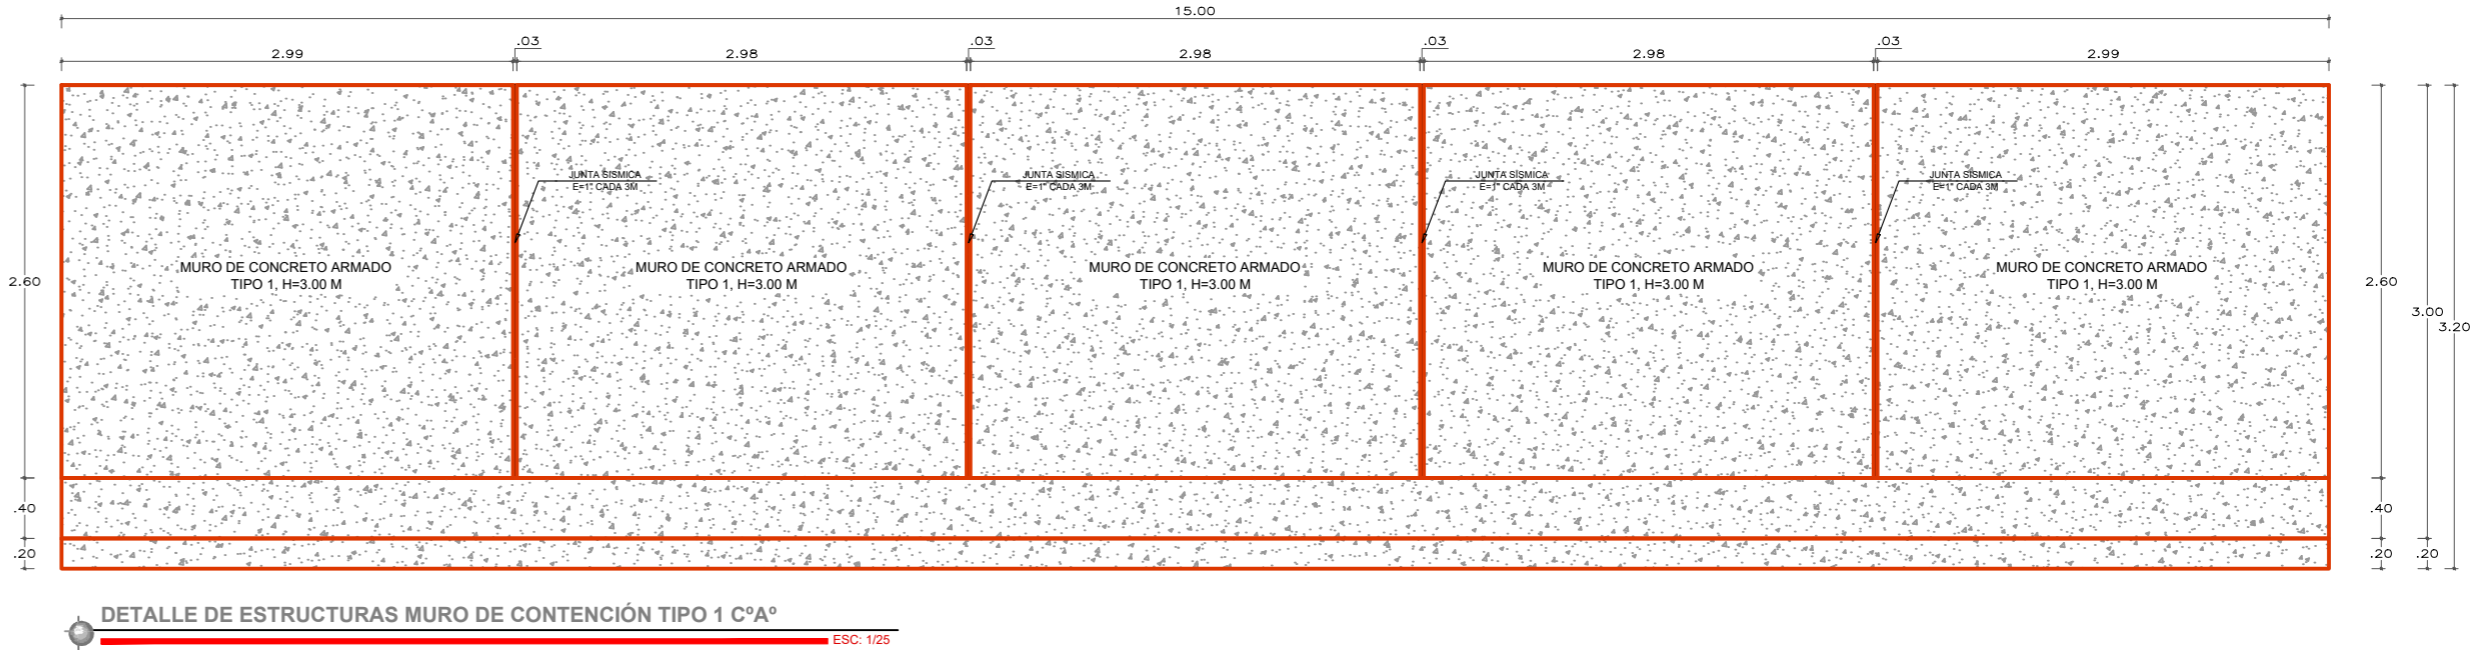 15.00
2.99
.03
2.98
.03
2.98
.03
2.98
.03
2.99
JUNTA SISMICA
E=1" CADA 3M
JUNTA SISMICA
E=1" CADA 3M
JUNTA SISMICA
E=1" CADA 3M
JUNTA SISMICA
E=1" CADA 3M
MURO DE CONCRETO ARMADO
TIPO 1, H=3.00 M
MURO DE CONCRETO ARMADO
TIPO 1, H=3.00 M
MURO DE CONCRETO ARMADO
TIPO 1, H=3.00 M
MURO DE CONCRETO ARMADO
TIPO 1, H=3.00 M
MURO DE CONCRETO ARMADO
TIPO 1, H=3.00 M
2.60
.40
.20
2.60
.40
.20
3.00
.20
3.20
DETALLE DE ESTRUCTURAS MURO DE CONTENCIÓN TIPO 1 CºAº
ESC: 1/25